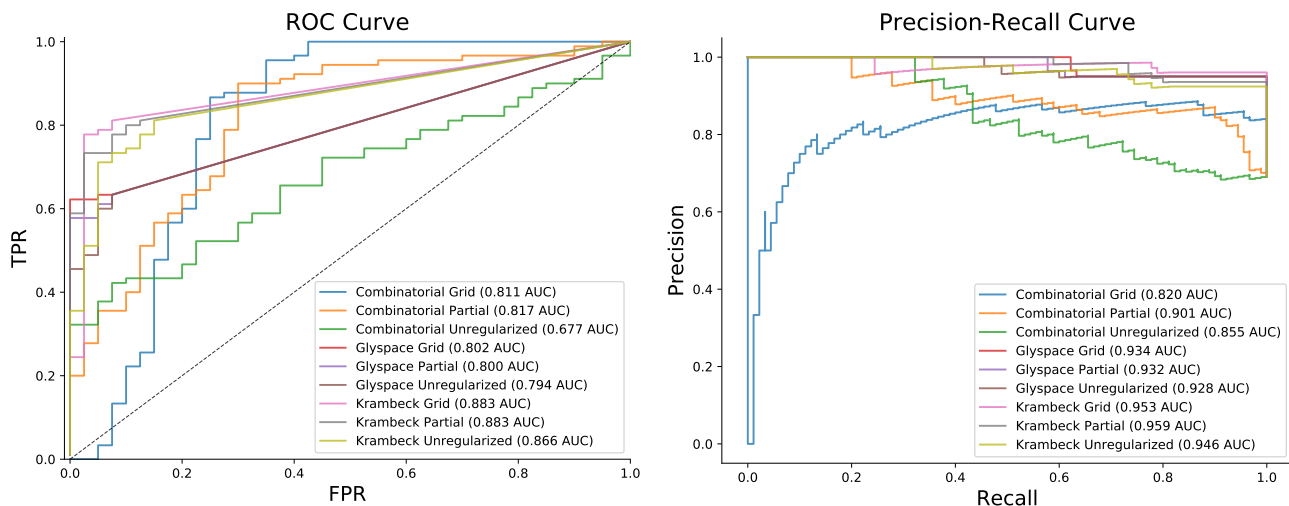 ROC Curve
1.0
0.8
0.6
0.4
0.2
0.0
TPR
0.0
0.2
0.4
0.6
0.8
1.0
FPR
Combinatorial Grid (0.811 AUC)
Combinatorial Partial (0.817 AUC)
Combinatorial Unregularized (0.677 AUC)
Glyspace Grid (0.802 AUC)
Glyspace Partial (0.800 AUC)
Glyspace Unregularized (0.794 AUC)
Krambeck Grid (0.883 AUC)
Krambeck Partial (0.883 AUC)
Krambeck Unregularized (0.866 AUC)
Precision-Recall Curve
1.0
0.8
0.6
0.4
0.2
0.0
Precision
0.0
0.2
0.4
0.6
0.8
1.0
Recall
Combinatorial Grid (0.820 AUC)
Combinatorial Partial (0.901 AUC)
Combinatorial Unregularized (0.855 AUC)
Glyspace Grid (0.934 AUC)
Glyspace Partial (0.932 AUC)
Glyspace Unregularized (0.928 AUC)
Krambeck Grid (0.953 AUC)
Krambeck Partial (0.959 AUC)
Krambeck Unregularized (0.946 AUC)